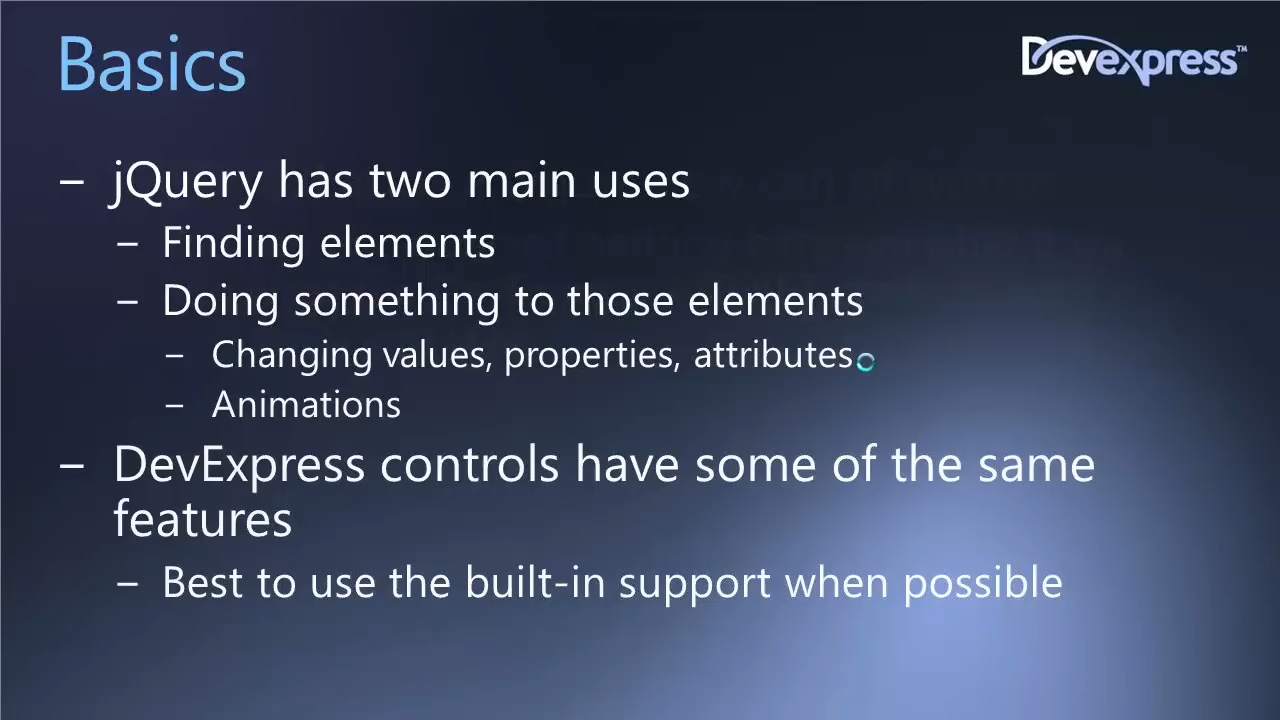 Basics
Devexpress™
– jQuery has two main uses
– Finding elements
– Doing something to those elements
– Changing values, properties, attributes
– Animations
– DevExpress controls have some of the same
features
– Best to use the built-in support when possible